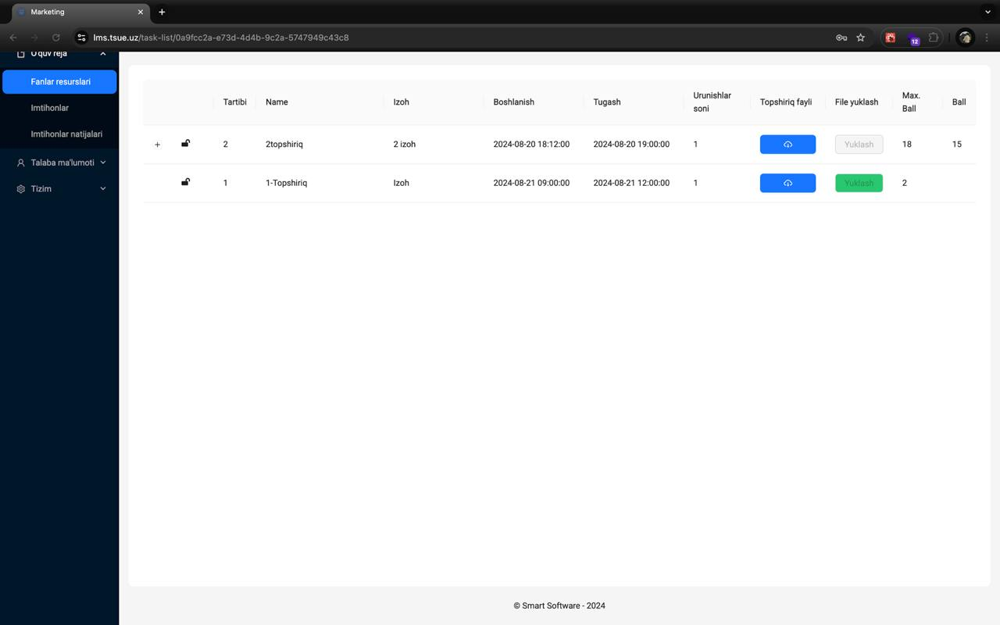 Marketing
lms.tsue.uz/task-list/0a9fcc2a-e73d-4d4b-9c2a-5747949c43c8
12
O'quv reja
Fanlar resurslari
Imtihonlar
Imtihonlar natijalari
Talaba ma'lumoti
Tizim
Tartibi Name Izoh Boshlanish Tugash Urunishlar soni Topshiriq fayli File yuklash Max. Ball Ball
2 2topshiriq 2 izoh 2024-08-20 18:12:00 2024-08-20 19:00:00 1 Yuklash 18 15
1 1-Topshiriq Izoh 2024-08-21 09:00:00 2024-08-21 12:00:00 1 Yuklash 2
© Smart Software - 2024